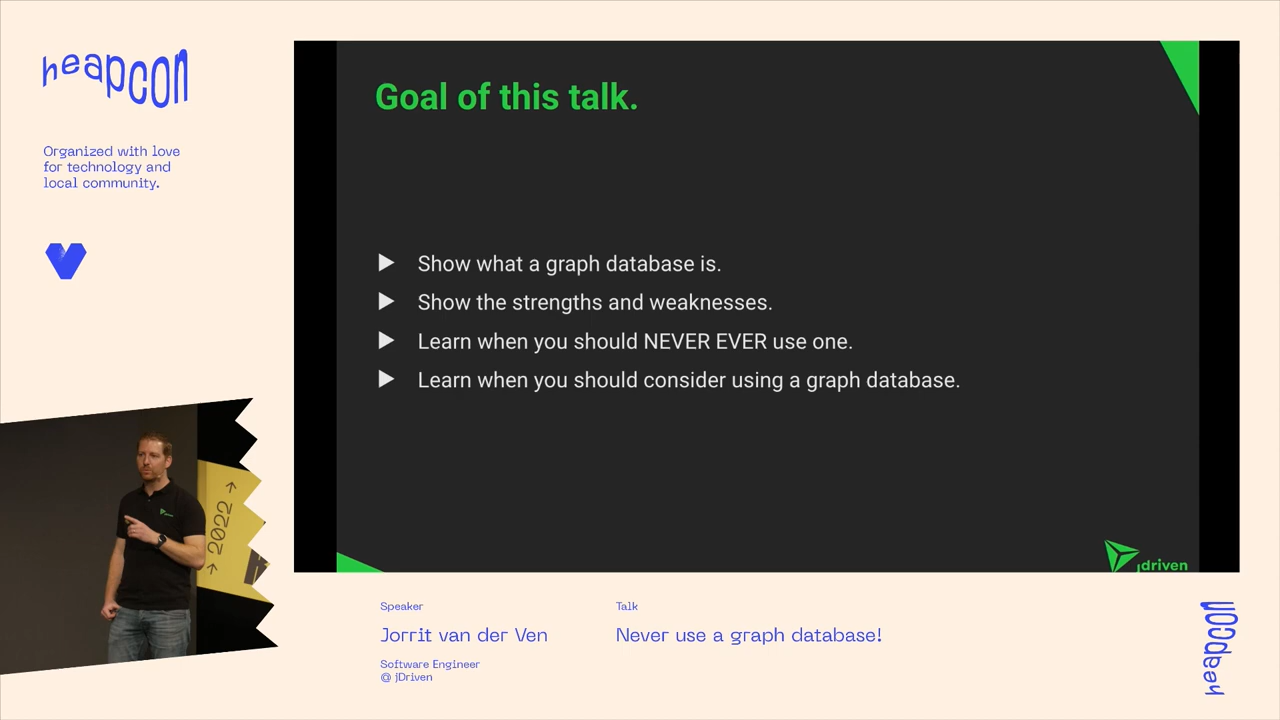 heapcon
Organized with love
for technology and
local community.
Goal of this talk.
Show what a graph database is.
Show the strengths and weaknesses.
Learn when you should NEVER EVER use one.
Learn when you should consider using a graph database.
jdriven
→ 2022 →
Speaker
Jorrit van der Ven
Software Engineer
@ jDriven
Talk
Never use a graph database!
heapcon